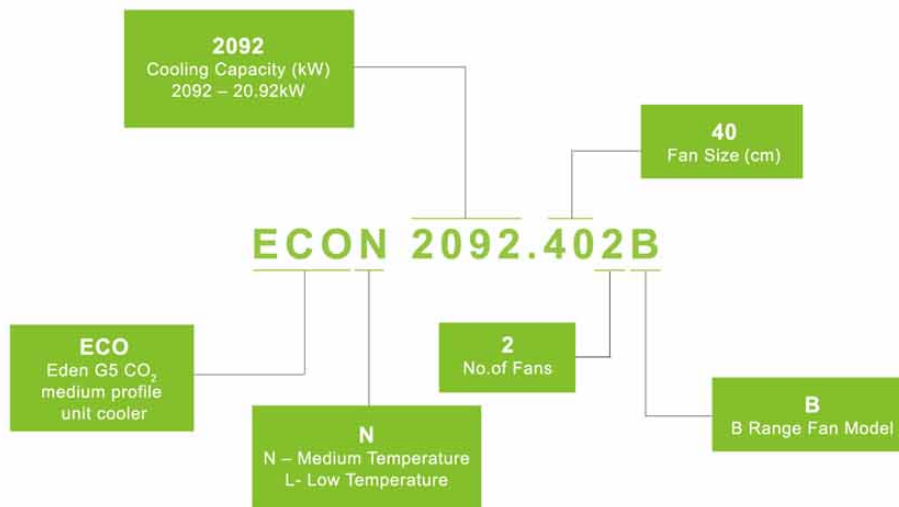 2092
Cooling Capacity (kW)
2092 – 20.92kW
40
Fan Size (cm)
ECON 2092.402B
ECO
Eden G5 CO₂
medium profile
unit cooler
2
No.of Fans
N
N – Medium Temperature
L- Low Temperature
B
B Range Fan Model